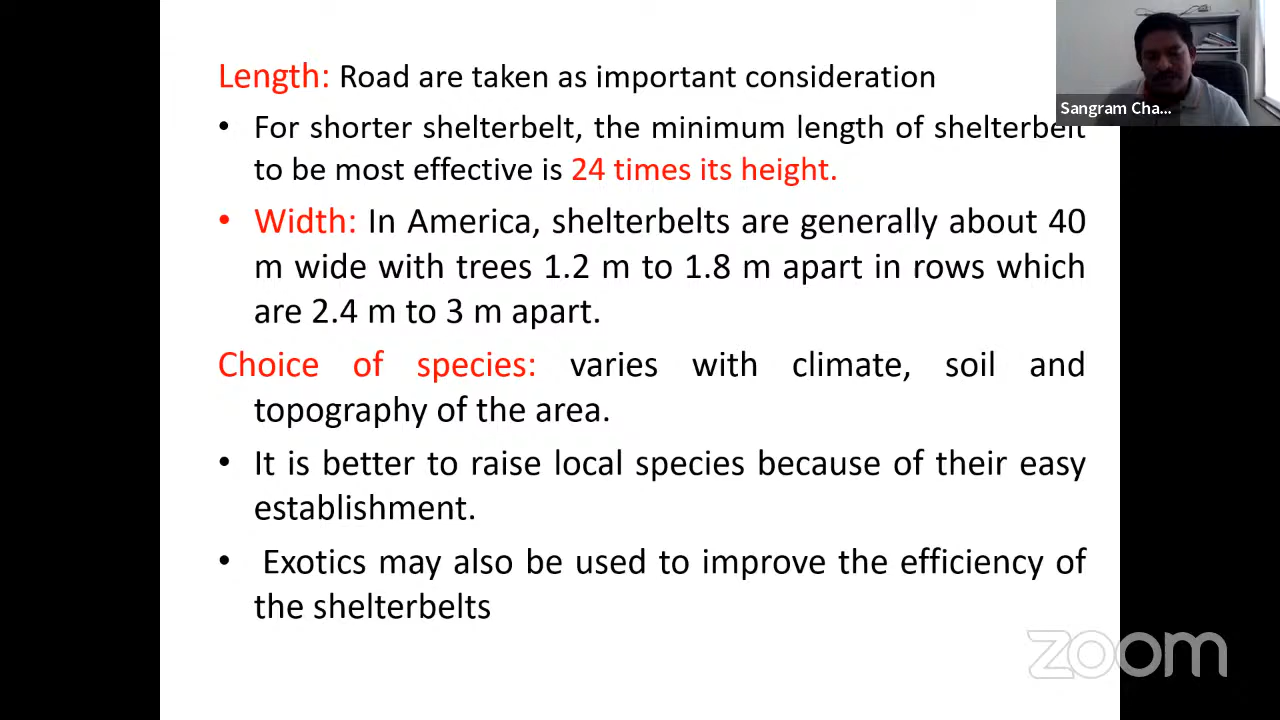 Length: Road are taken as important consideration
• For shorter shelterbelt, the minimum length of shelterbelt
to be most effective is 24 times its height.
• Width: In America, shelterbelts are generally about 40
m wide with trees 1.2 m to 1.8 m apart in rows which
are 2.4 m to 3 m apart.
Choice of species: varies with climate, soil and
topography of the area.
• It is better to raise local species because of their easy
establishment.
• Exotics may also be used to improve the efficiency of
the shelterbelts
Sangram Cha...
zoom